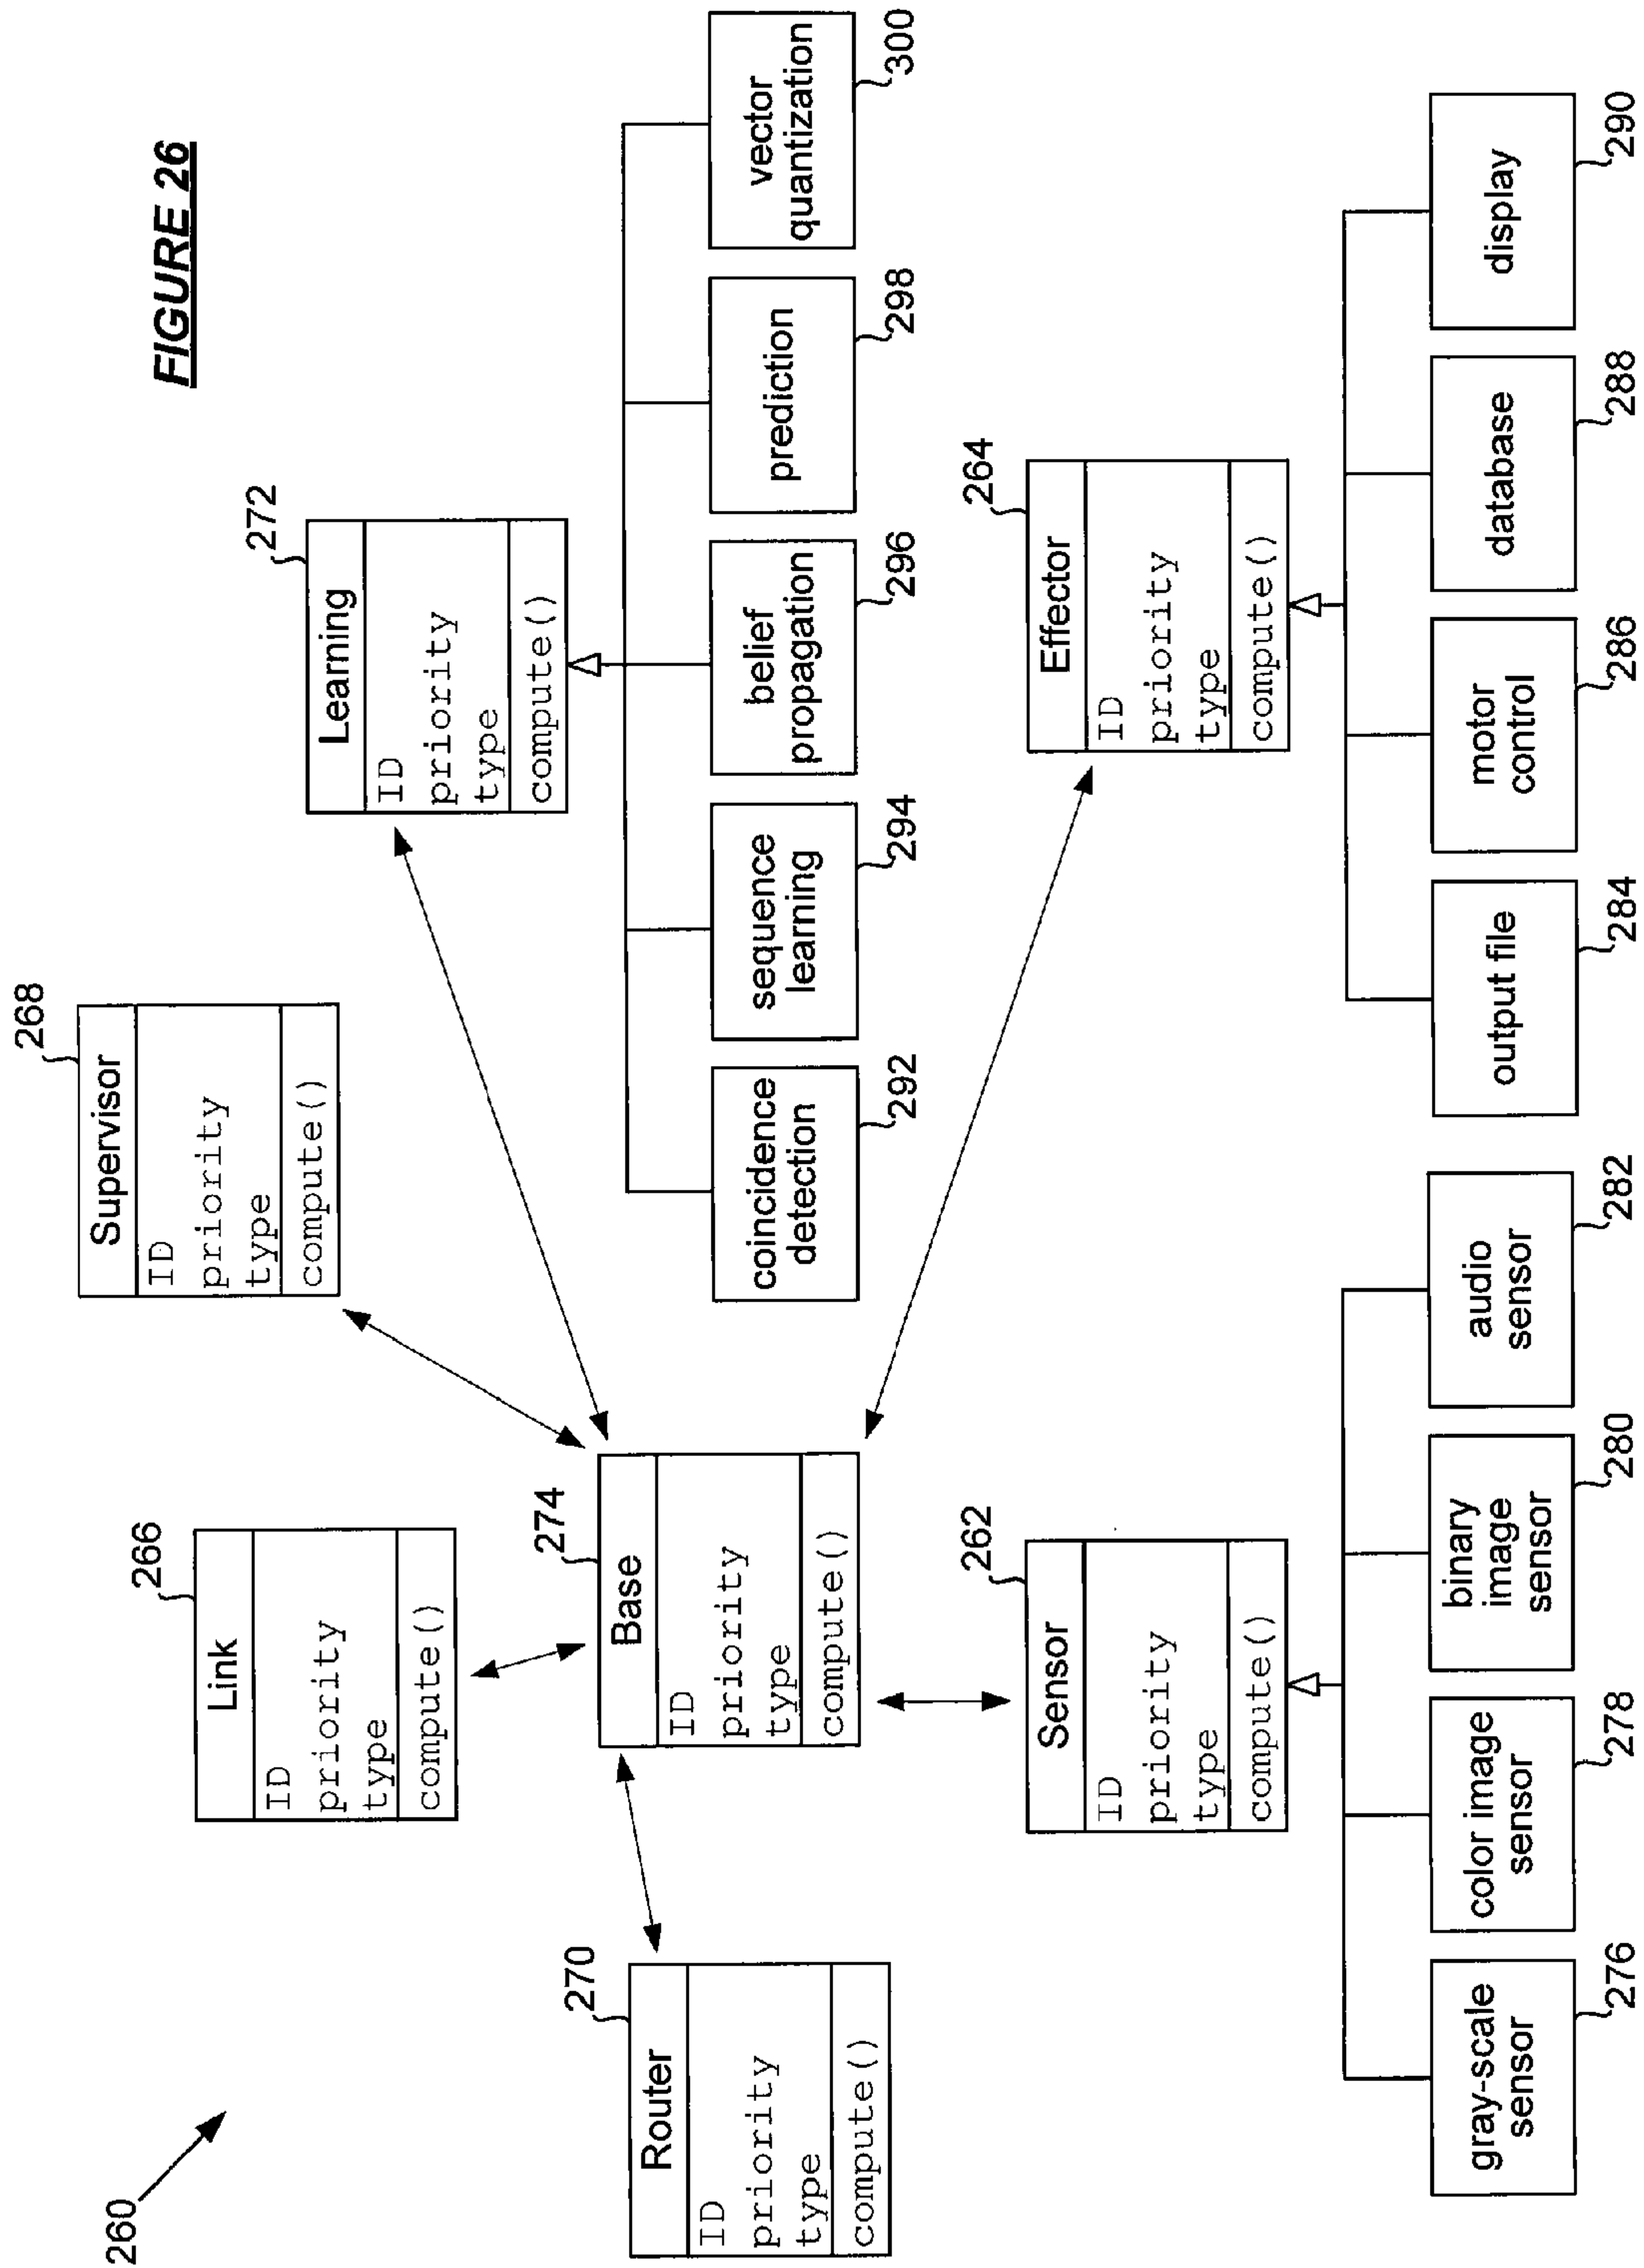 FIGURE 26
260
268
Supervisor
ID
priority
type
compute()
266
Link
ID
priority
type
compute()
272
Learning
ID
priority
type
compute()
270
Router
ID
priority
type
compute()
274
Base
ID
priority
type
compute()
coincidence
detection
292
sequence
learning
294
belief
propagation
296
prediction
298
vector
quantization
300
262
Sensor
ID
priority
type
compute()
264
Effector
ID
priority
type
compute()
gray-scale
sensor
276
color image
sensor
278
binary
image
sensor
280
audio
sensor
282
output file
284
motor
control
286
database
288
display
290